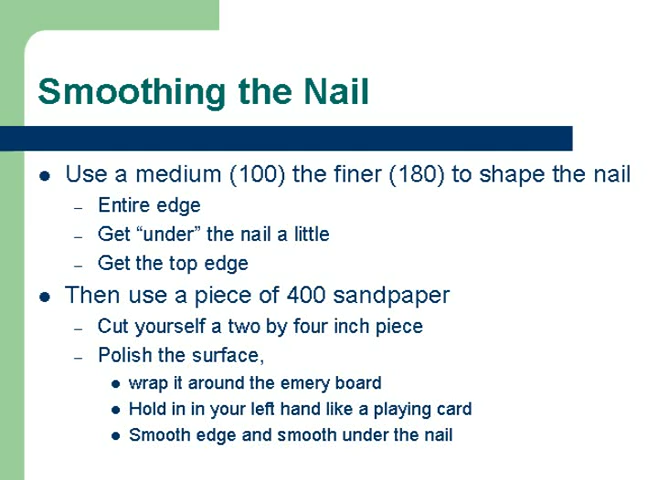 Smoothing the Nail
● Use a medium (100) the finer (180) to shape the nail
– Entire edge
– Get “under” the nail a little
– Get the top edge
● Then use a piece of 400 sandpaper
– Cut yourself a two by four inch piece
– Polish the surface,
● wrap it around the emery board
● Hold in in your left hand like a playing card
● Smooth edge and smooth under the nail